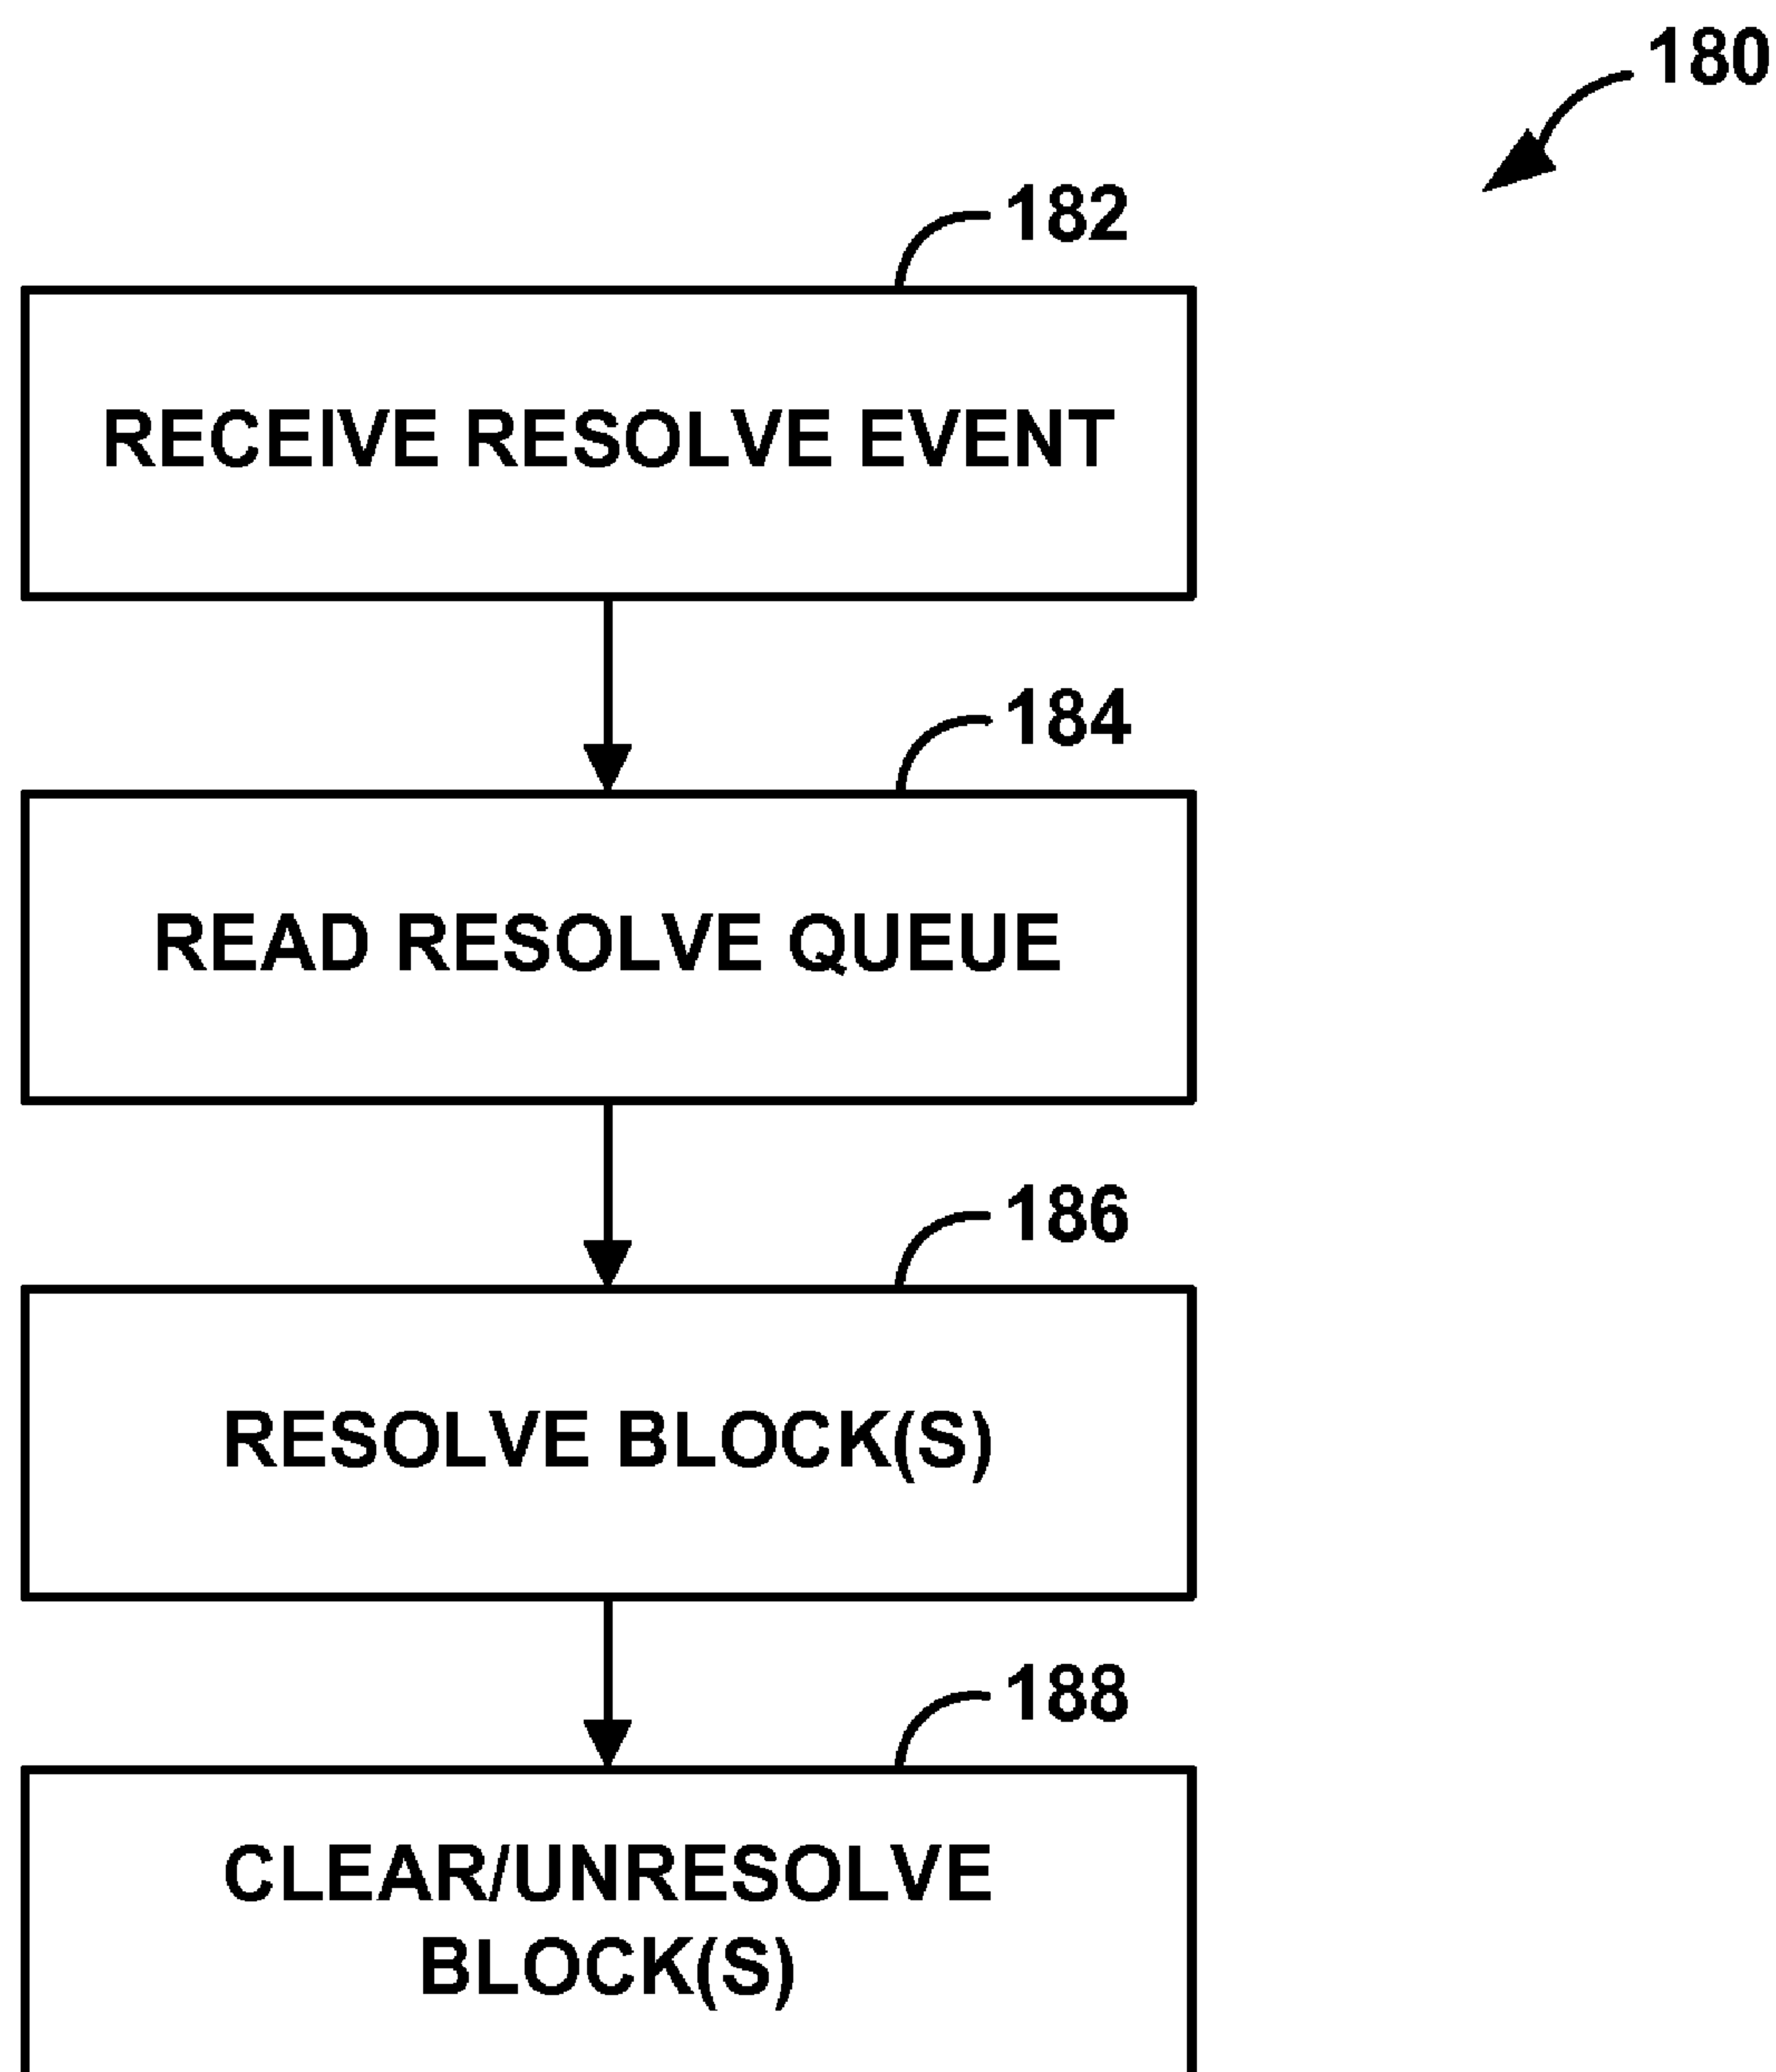 180
182
RECEIVE RESOLVE EVENT
184
READ RESOLVE QUEUE
186
RESOLVE BLOCK(S)
188
CLEAR/UNRESOLVE
BLOCK(S)